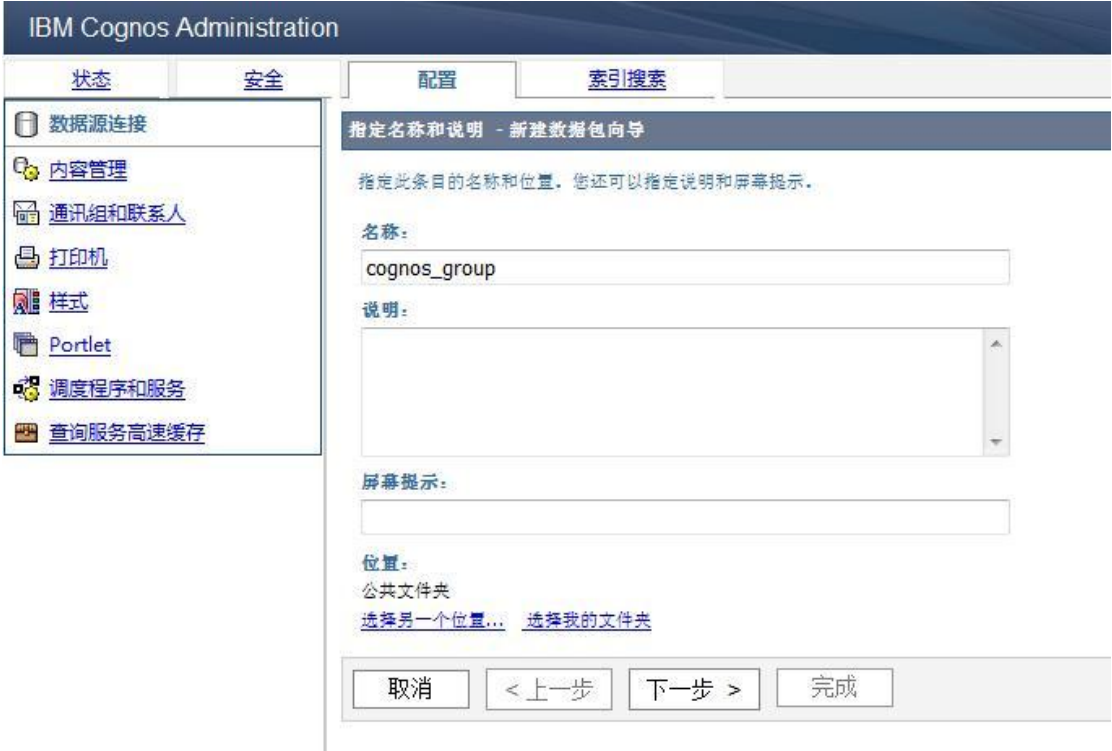 IBM Cognos Administration
状态 安全 配置 索引搜索
数据源连接
内容管理
通讯组和联系人
打印机
样式
Portlet
调度程序和服务
查询服务高速缓存
指定名称和说明 - 新建数据包向导
指定此条目的名称和位置。您还可以指定说明和屏幕提示。
名称：
cognos_group
说明：
屏幕提示：
位置：
公共文件夹
选择另一个位置... 选择我的文件夹
取消 < 上一步 下一步 > 完成